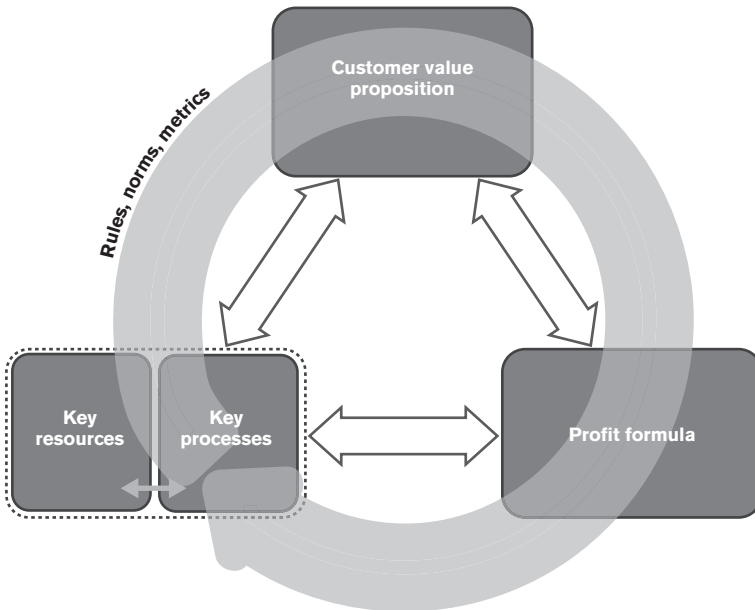 Customer value
proposition
Rules, norms, metrics
Key
resources
Key
processes
Profit formula